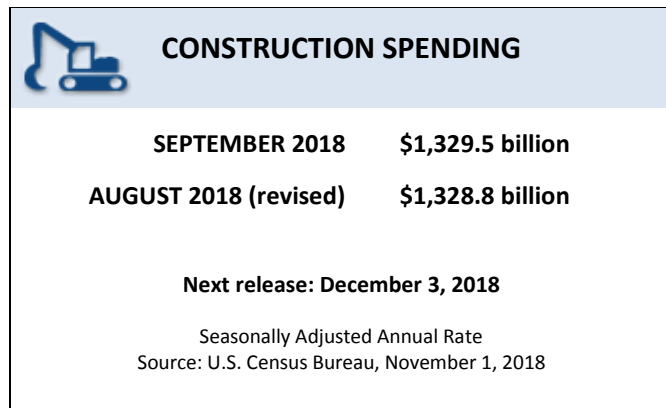 CONSTRUCTION SPENDING
SEPTEMBER 2018 $1,329.5 billion
AUGUST 2018 (revised) $1,328.8 billion
Next release: December 3, 2018
Seasonally Adjusted Annual Rate
Source: U.S. Census Bureau, November 1, 2018